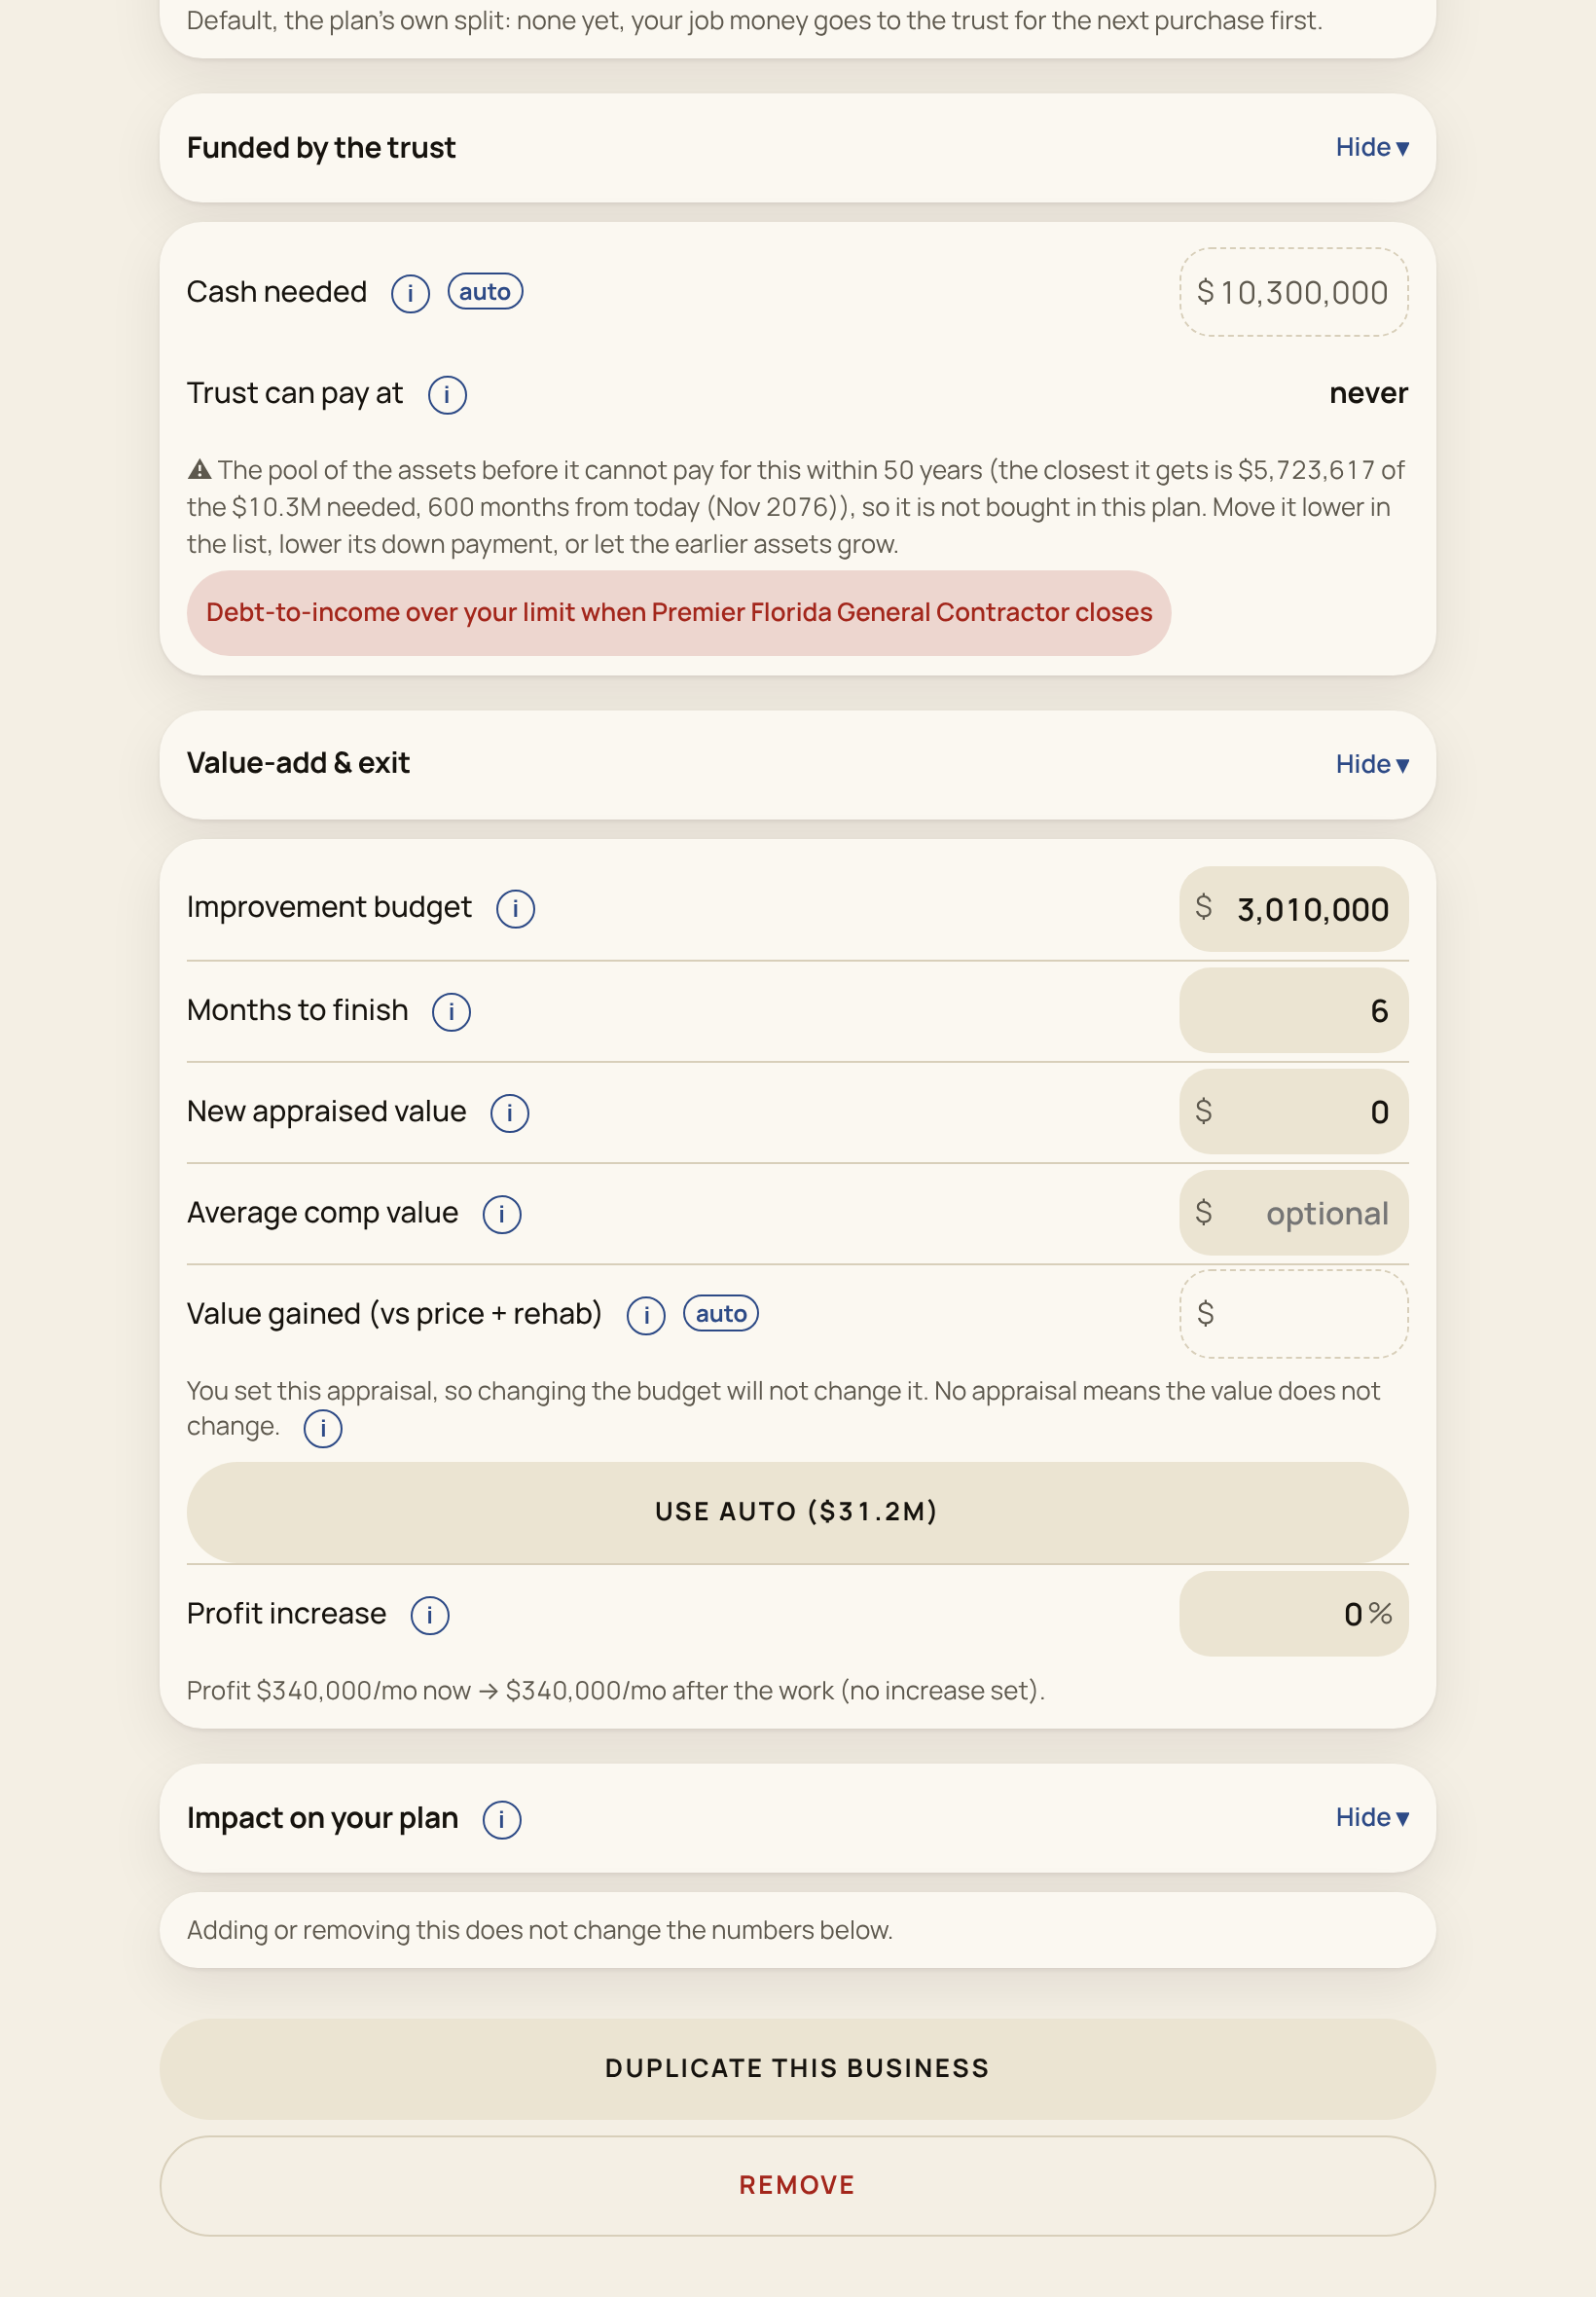 Default, the plan's own split: none yet, your job money goes to the trust for the next purchase first.
Funded by the trust
Hide ▾
Cash needed i auto
$ 10,300,000
Trust can pay at i
never
⚠ The pool of the assets before it cannot pay for this within 50 years (the closest it gets is $5,723,617 of
the $10.3M needed, 600 months from today (Nov 2076)), so it is not bought in this plan. Move it lower in
the list, lower its down payment, or let the earlier assets grow.
Debt-to-income over your limit when Premier Florida General Contractor closes
Value-add & exit
Hide ▾
Improvement budget i
$ 3,010,000
Months to finish i
6
New appraised value i
$ 0
Average comp value i
$ optional
Value gained (vs price + rehab) i auto
$
You set this appraisal, so changing the budget will not change it. No appraisal means the value does not
change. i
USE AUTO ($31.2M)
Profit increase i
0 %
Profit $340,000/mo now → $340,000/mo after the work (no increase set).
Impact on your plan i
Hide ▾
Adding or removing this does not change the numbers below.
DUPLICATE THIS BUSINESS
REMOVE